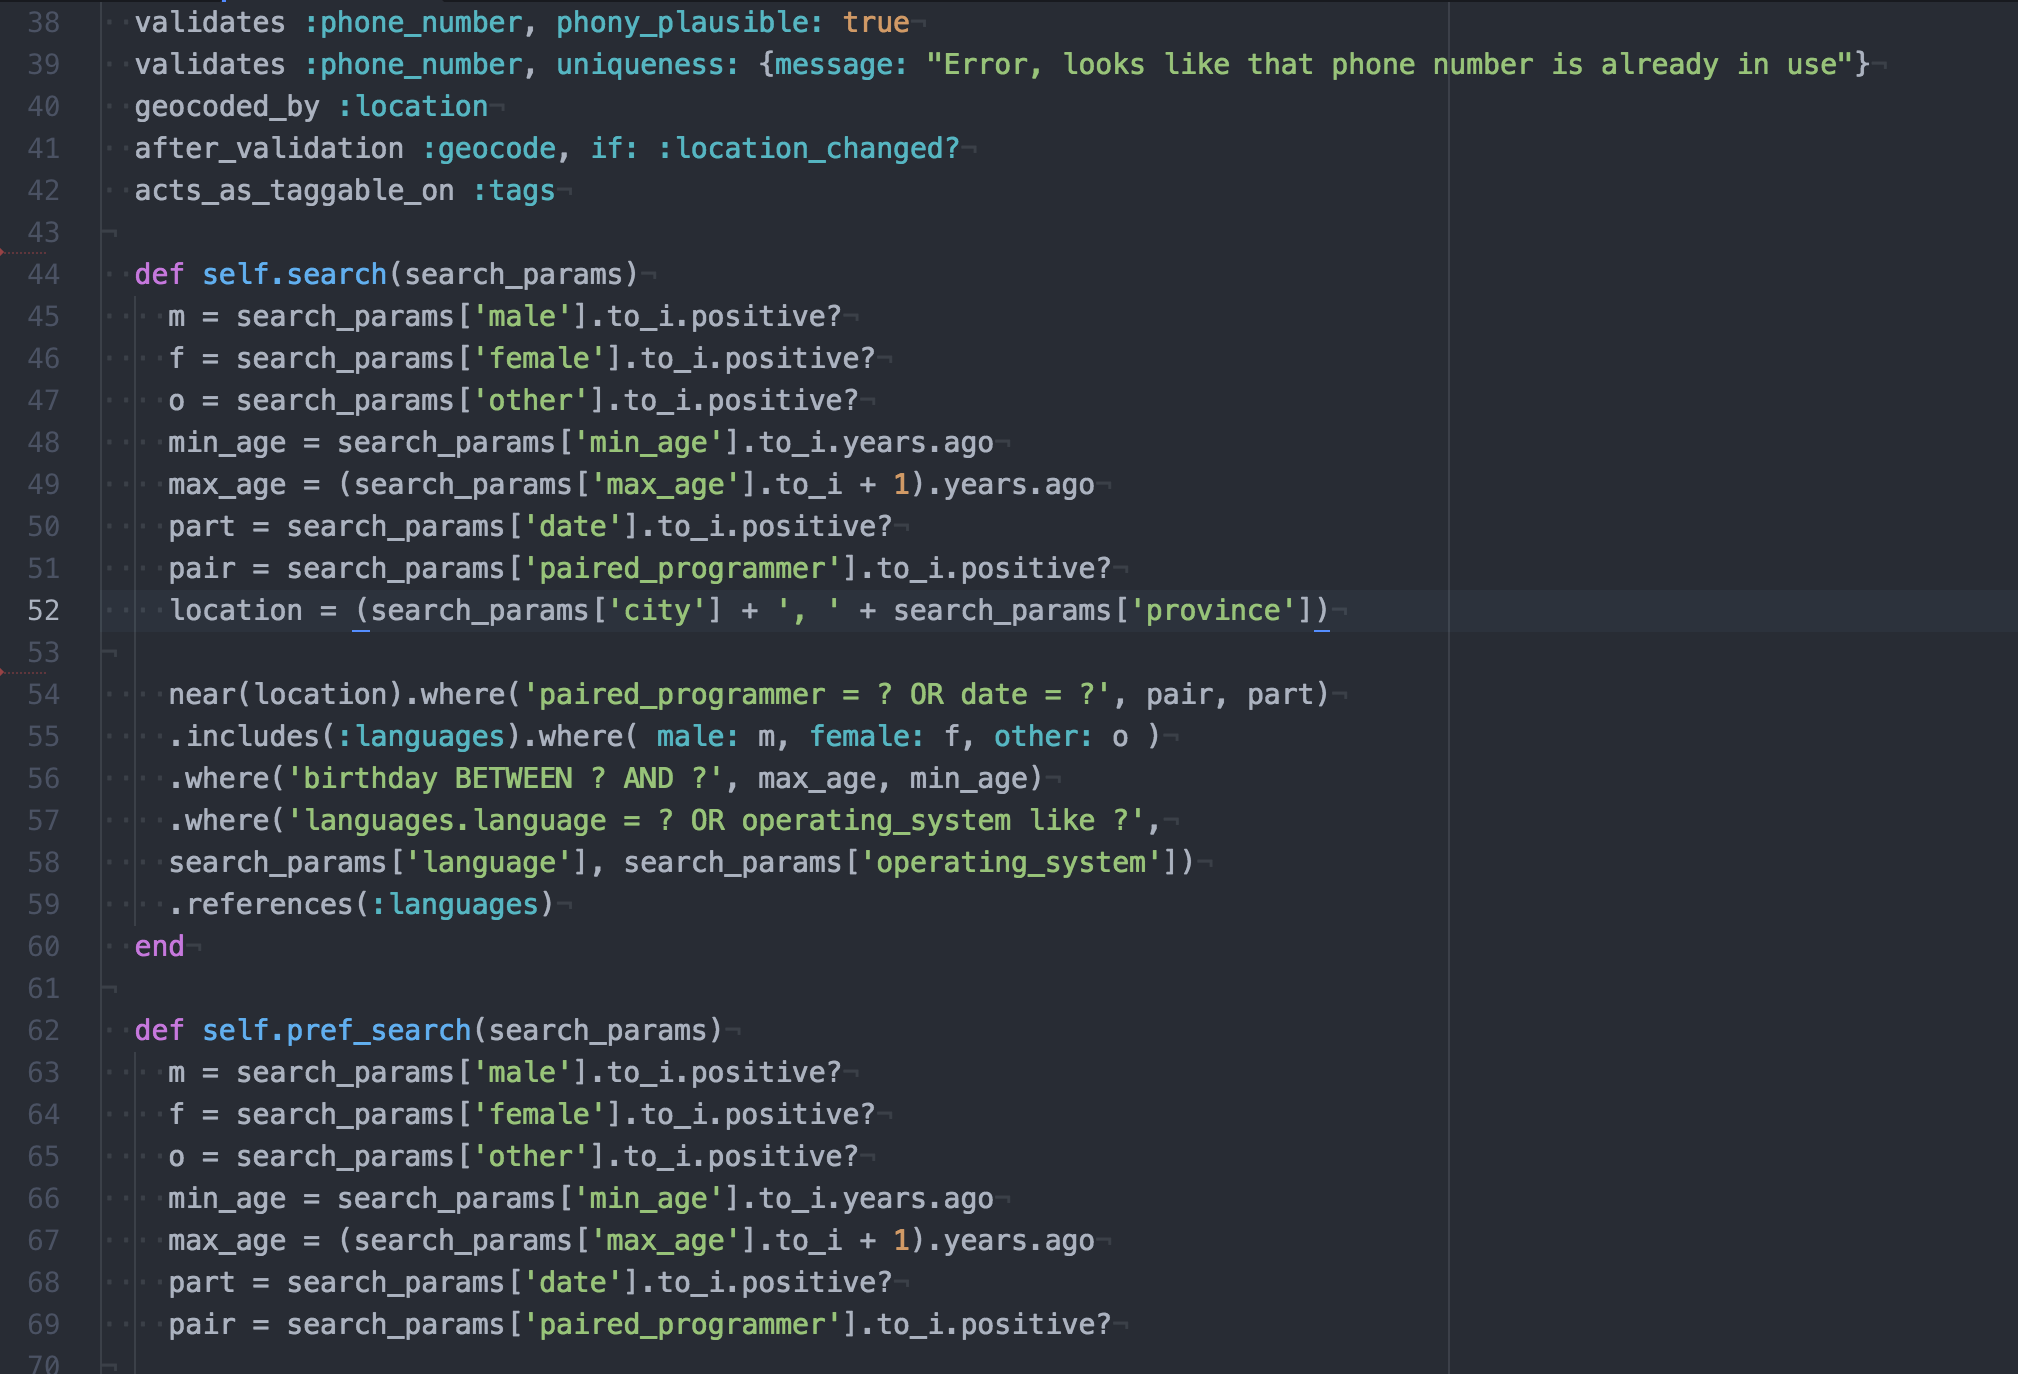 38 validates :phone_number, phony_plausible: true
39 validates :phone_number, uniqueness: {message: "Error, looks like that phone number is already in use"}
40 geocoded_by :location
41 after_validation :geocode, if: :location_changed?
42 acts_as_taggable_on :tags
43
44 def self.search(search_params)
45 m = search_params['male'].to_i.positive?
46 f = search_params['female'].to_i.positive?
47 o = search_params['other'].to_i.positive?
48 min_age = search_params['min_age'].to_i.years.ago
49 max_age = (search_params['max_age'].to_i + 1).years.ago
50 part = search_params['date'].to_i.positive?
51 pair = search_params['paired_programmer'].to_i.positive?
52 location = (search_params['city'] + ', ' + search_params['province'])
53
54 near(location).where('paired_programmer = ? OR date = ?', pair, part)
55 .includes(:languages).where( male: m, female: f, other: o )
56 .where('birthday BETWEEN ? AND ?', max_age, min_age)
57 .where('languages.language = ? OR operating_system like ?',
58 search_params['language'], search_params['operating_system'])
59 .references(:languages)
60 end
61
62 def self.pref_search(search_params)
63 m = search_params['male'].to_i.positive?
64 f = search_params['female'].to_i.positive?
65 o = search_params['other'].to_i.positive?
66 min_age = search_params['min_age'].to_i.years.ago
67 max_age = (search_params['max_age'].to_i + 1).years.ago
68 part = search_params['date'].to_i.positive?
69 pair = search_params['paired_programmer'].to_i.positive?
70